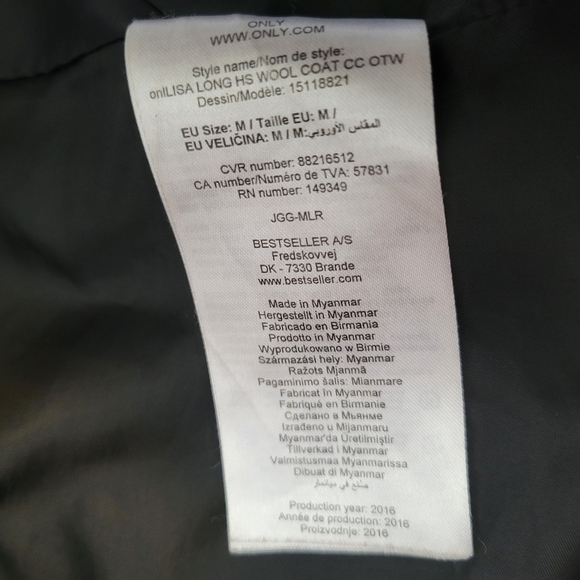 ONLY
WWW.ONLY.COM
Style name/Nom de style:
onlLISA LONG HS WOOL COAT CC OTW
Dessin/Modèle: 15118821
EU Size: M / Taille EU: M /
EU VELIČINA: M / M:المقاس الأوروبي
CVR number: 88216512
CA number/Numéro de TVA: 57831
RN number: 149349
JGG-MLR
BESTSELLER A/S
Fredskovvej
DK - 7330 Brande
www.bestseller.com
Made in Myanmar
Hergestellt in Myanmar
Fabricado en Birmania
Prodotto in Myanmar
Wyprodukowano w Birmie
Származási hely: Myanmar
Ražots Mjanmā
Pagaminimo šalis: Mianmare
Fabricat în Myanmar
Fabriqué en Birmanie
Сделано в Мьянме
Izrađeno u Mijanmaru
Myanmar'da Üretilmiştir
Tillverkad i Myanmar
Valmistusmaa Myanmarissa
Dibuat di Myanmar
صنع في ميانمار
Production year: 2016
Année de production: 2016
Proizvodnje: 2016